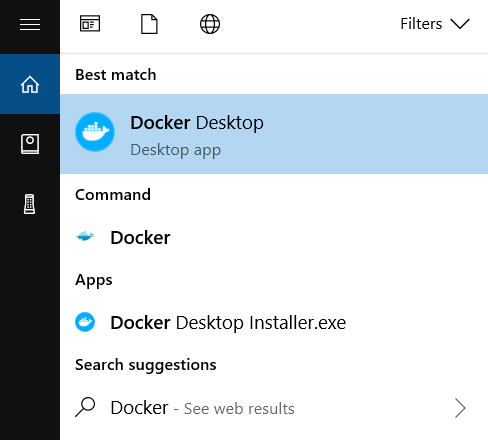 Filters
Best match
Docker Desktop
Desktop app
Command
Docker
Apps
Docker Desktop Installer.exe
Search suggestions
Docker - See web results